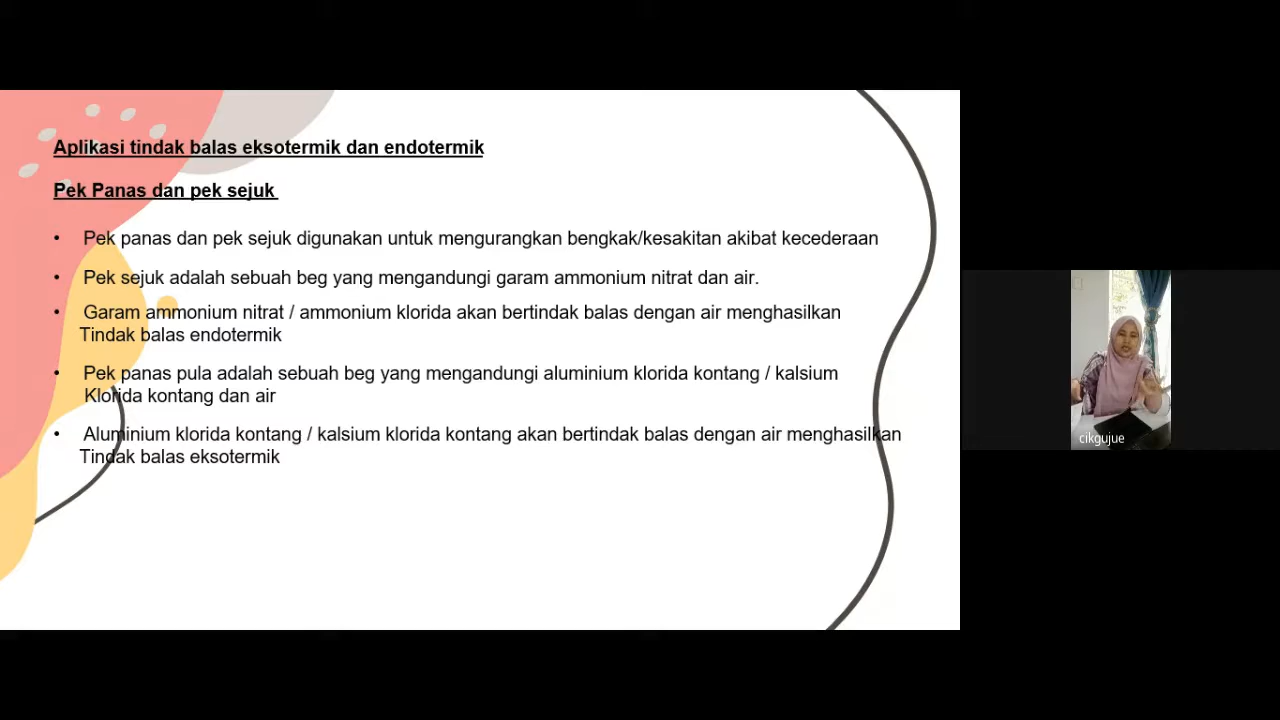 Aplikasi tindak balas eksotermik dan endotermik
Pek Panas dan pek sejuk
• Pek panas dan pek sejuk digunakan untuk mengurangkan bengkak/kesakitan akibat kecederaan
• Pek sejuk adalah sebuah beg yang mengandungi garam ammonium nitrat dan air.
• Garam ammonium nitrat / ammonium klorida akan bertindak balas dengan air menghasilkan
Tindak balas endotermik
• Pek panas pula adalah sebuah beg yang mengandungi aluminium klorida kontang / kalsium
Klorida kontang dan air
• Aluminium klorida kontang / kalsium klorida kontang akan bertindak balas dengan air menghasilkan
Tindak balas eksotermik
cikgujue